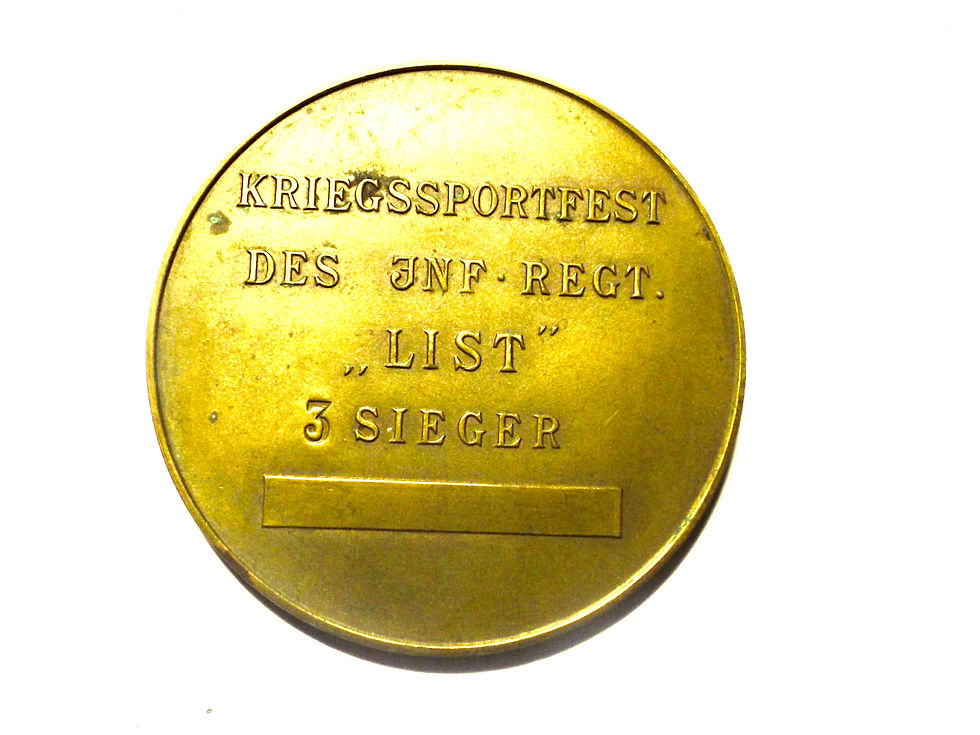 KRIEGSSPORTFEST
DES JNF·REGT.
„LIST”
3 SIEGER